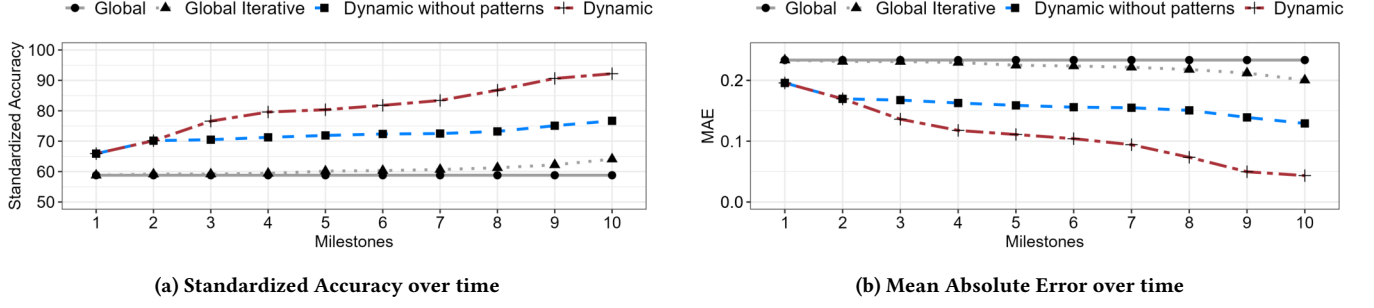 Global Global Iterative Dynamic without patterns Dynamic
Standardized Accuracy
100
90
80
70
60
50
1 2 3 4 5 6 7 8 9 10
Milestones
(a) Standardized Accuracy over time
Global Global Iterative Dynamic without patterns Dynamic
MAE
0.2
0.1
0.0
1 2 3 4 5 6 7 8 9 10
Milestones
(b) Mean Absolute Error over time